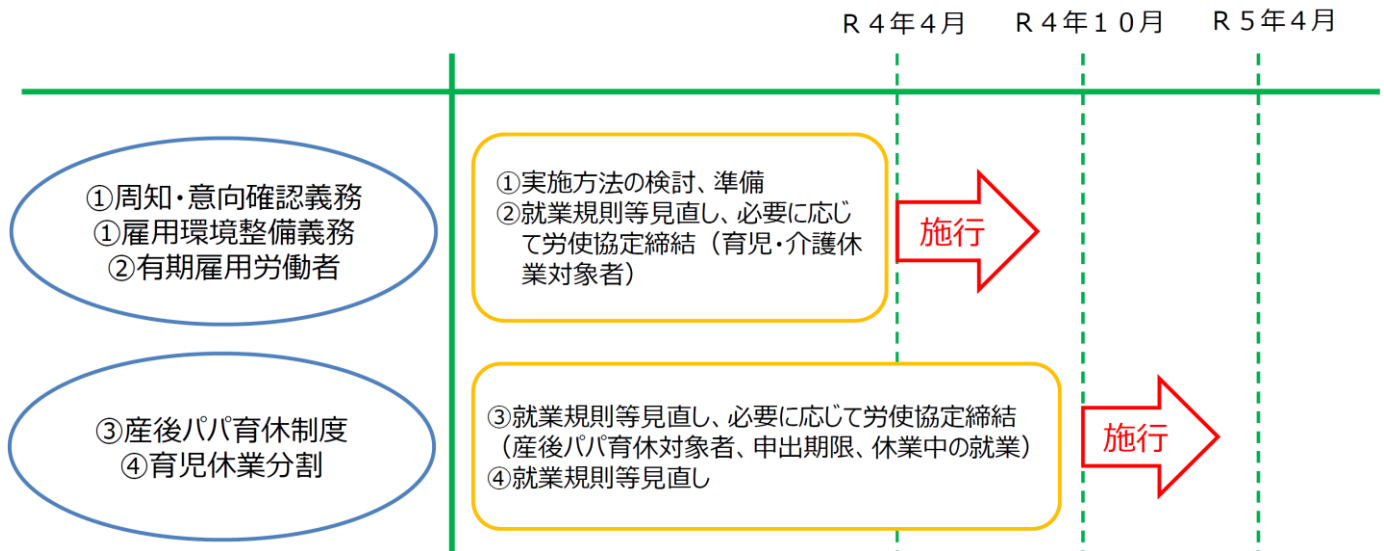 R4年4月
R4年10月
R5年4月
①周知・意向確認義務
①雇用環境整備義務
②有期雇用労働者
①実施方法の検討、準備
②就業規則等見直し、必要に応じ
て労使協定締結（育児・介護休
業対象者）
施行
③産後パパ育休制度
④育児休業分割
③就業規則等見直し、必要に応じて労使協定締結
（産後パパ育休対象者、申出期限、休業中の就業）
④就業規則等見直し
施行